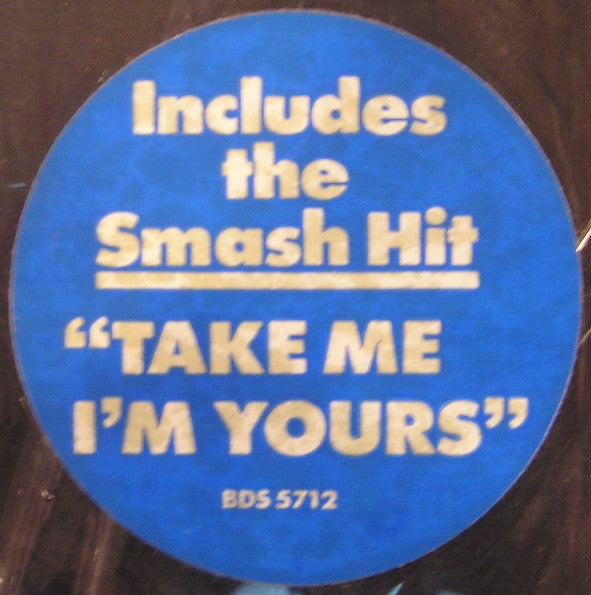 Includes
the
Smash Hit
“TAKE ME
I’M YOURS”
BDS 5712